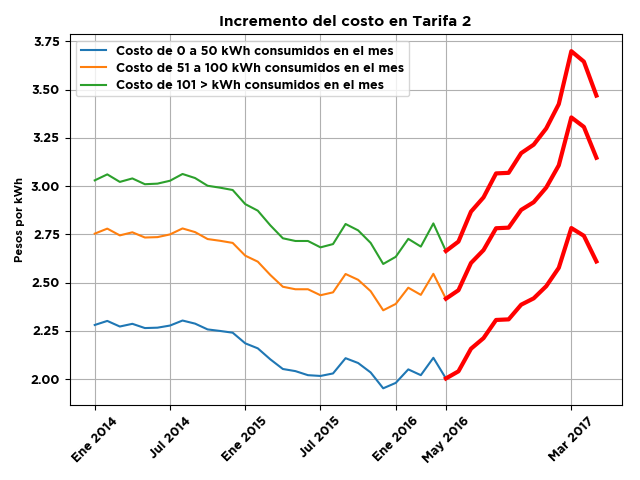 Incremento del costo en Tarifa 2
Costo de 0 a 50 kWh consumidos en el mes
Costo de 51 a 100 kWh consumidos en el mes
Costo de 101 > kWh consumidos en el mes
Pesos por kWh
3.75
3.50
3.25
3.00
2.75
2.50
2.25
2.00
Ene 2014
Jul 2014
Ene 2015
Jul 2015
Ene 2016
May 2016
Mar 2017